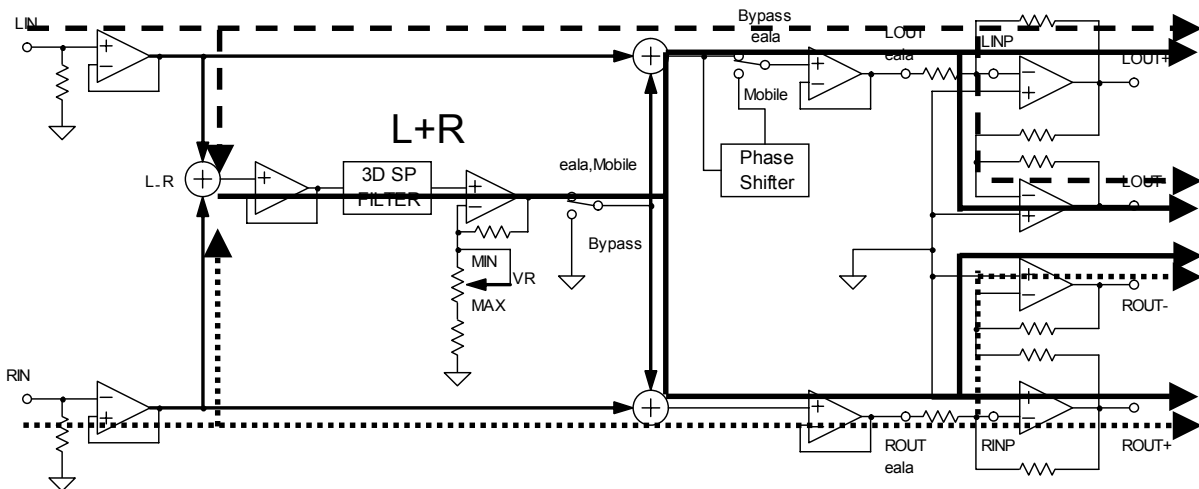 LIN
L+R
L-R
3D SP
FILTER
eala,Mobile
Bypass
MIN
VR
MAX
RIN
Bypass
eala
Mobile
Phase
Shifter
LOUT
eala
LINP
LOUT+
LOUT-
ROUT-
ROUT
eala
RINP
ROUT+